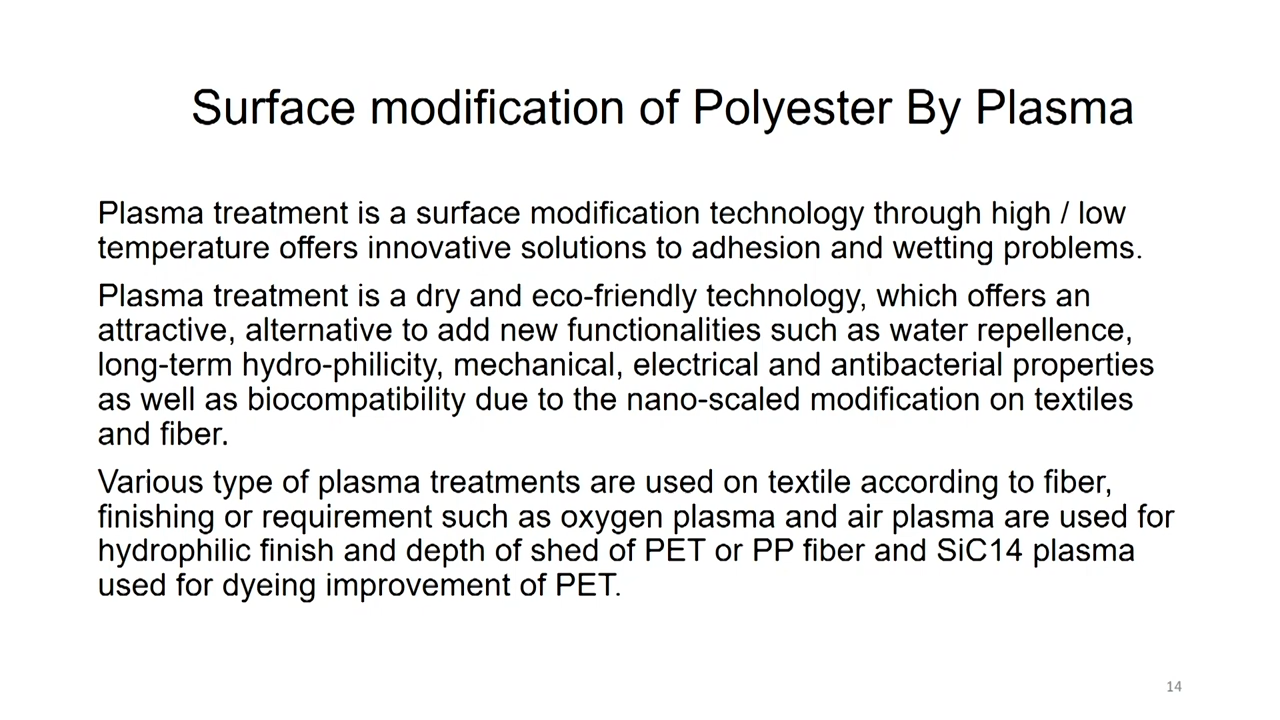 Surface modification of Polyester By Plasma
Plasma treatment is a surface modification technology through high / low
temperature offers innovative solutions to adhesion and wetting problems.
Plasma treatment is a dry and eco-friendly technology, which offers an
attractive, alternative to add new functionalities such as water repellence,
long-term hydro-philicity, mechanical, electrical and antibacterial properties
as well as biocompatibility due to the nano-scaled modification on textiles
and fiber.
Various type of plasma treatments are used on textile according to fiber,
finishing or requirement such as oxygen plasma and air plasma are used for
hydrophilic finish and depth of shed of PET or PP fiber and SiC14 plasma
used for dyeing improvement of PET.
14